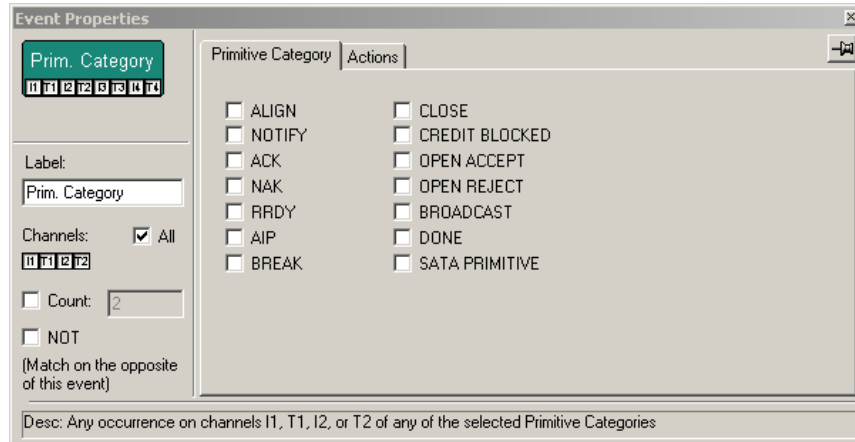 Event Properties
Prim. Category
I1 T1 I2 T2 I3 T3 I4 T4
Primitive Category Actions
ALIGN CLOSE
NOTIFY CREDIT BLOCKED
ACK OPEN ACCEPT
NAK OPEN REJECT
RRDY BROADCAST
AIP DONE
BREAK SATA PRIMITIVE
Label:
Prim. Category
Channels: All
I1 T1 I2 T2
Count: 2
NOT
(Match on the opposite
of this event)
Desc: Any occurrence on channels I1, T1, I2, or T2 of any of the selected Primitive Categories